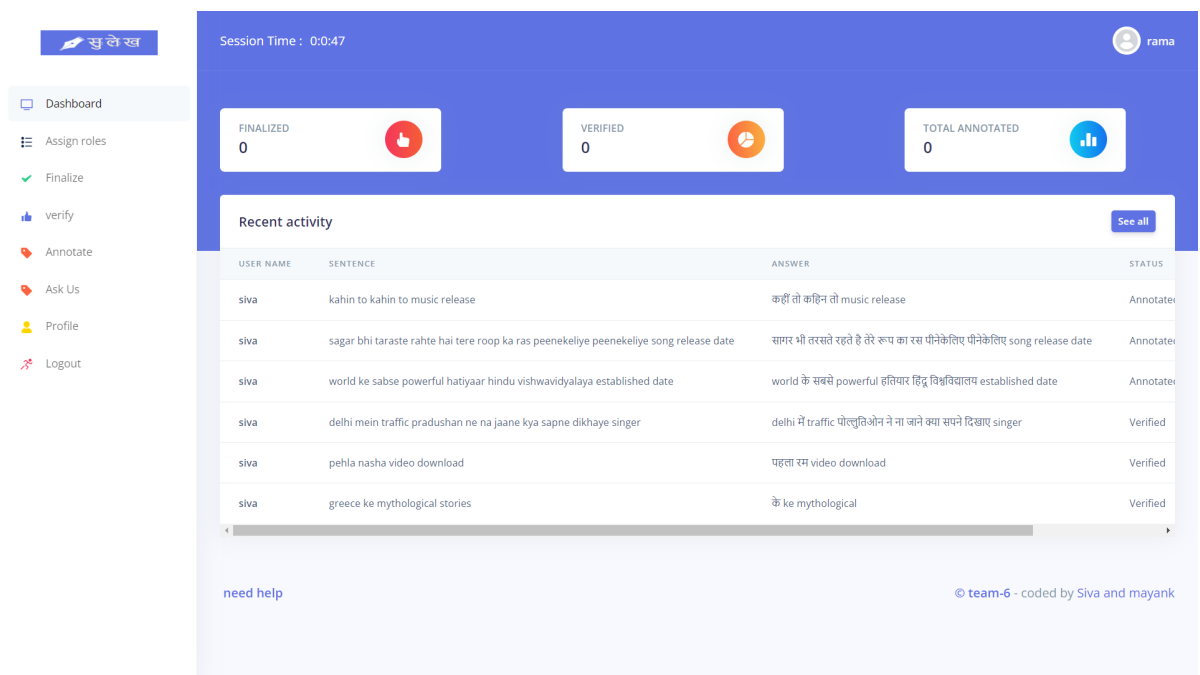 सुलेख
Session Time : 0:0:47
rama
Dashboard
Assign roles
Finalize
verify
Annotate
Ask Us
Profile
Logout
FINALIZED
0
VERIFIED
0
TOTAL ANNOTATED
0
Recent activity
See all
USER NAME SENTENCE ANSWER STATUS
siva kahin to kahin to music release कहीं तो कहिन तो music release Annotated
siva sagar bhi taraste rahte hai tere roop ka ras peenekeliye peenekeliye song release date सागर भी तरसते रहते है तेरे रूप का रस पीनेकेलिए पीनेकेलिए song release date Annotated
siva world ke sabse powerful hatiyaar hindu vishwavidyalaya established date world के सबसे powerful हतियार हिंदू विश्वविद्यालय established date Annotated
siva delhi mein traffic pradushan ne na jaane kya sapne dikhaye singer delhi में traffic पोल्लुतिओन ने ना जाने क्या सपने दिखाए singer Verified
siva pehla nasha video download पहला रम video download Verified
siva greece ke mythological stories के ke mythological Verified
need help
© team-6 - coded by Siva and mayank